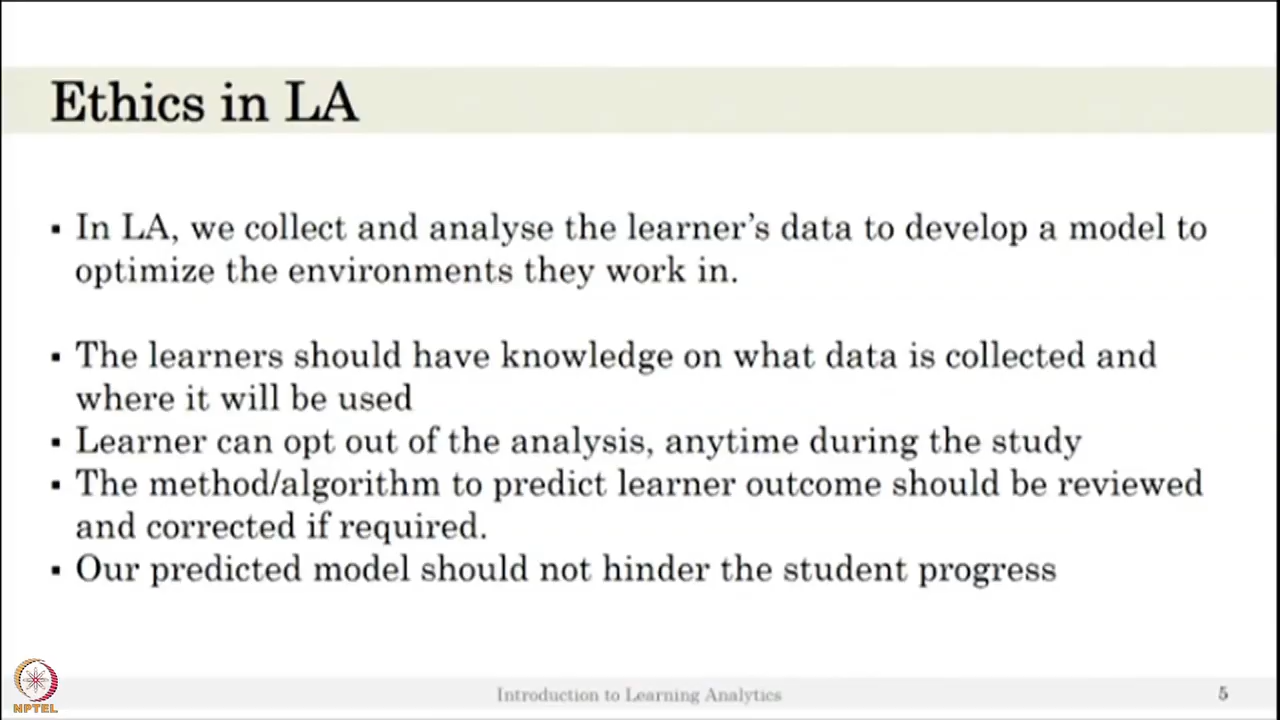 Ethics in LA
▪ In LA, we collect and analyse the learner's data to develop a model to
optimize the environments they work in.
▪ The learners should have knowledge on what data is collected and
where it will be used
▪ Learner can opt out of the analysis, anytime during the study
▪ The method/algorithm to predict learner outcome should be reviewed
and corrected if required.
▪ Our predicted model should not hinder the student progress
NPTEL
Introduction to Learning Analytics
5